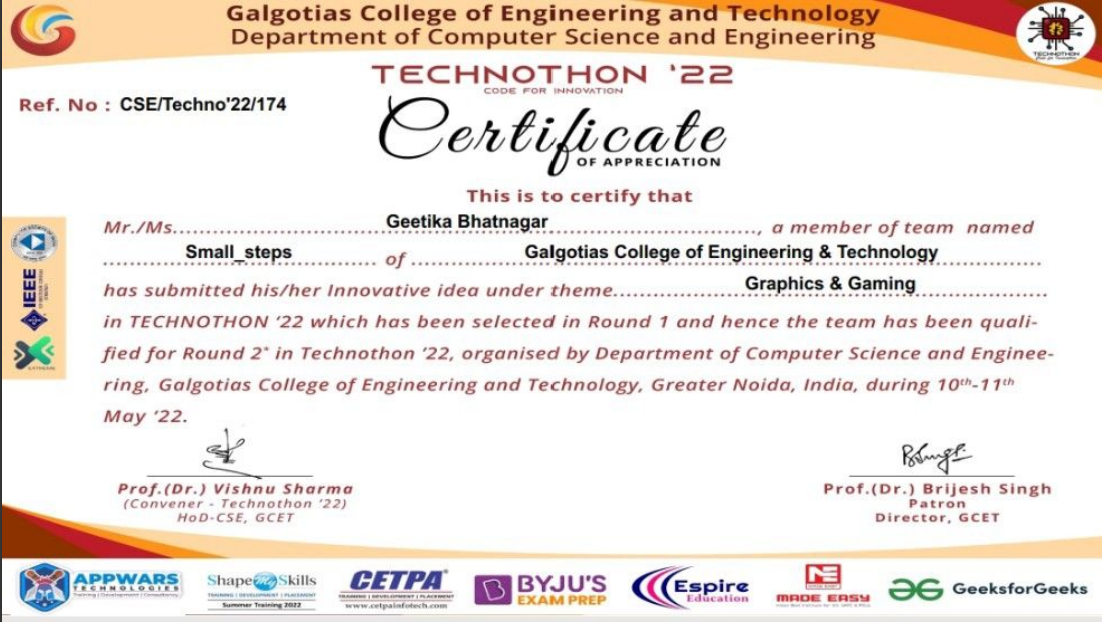 Galgotias College of Engineering and Technology
Department of Computer Science and Engineering
TECHNOTHON
TECHNOTHON '22
CODE FOR INNOVATION
Ref. No : CSE/Techno'22/174
Certificate
OF APPRECIATION
This is to certify that
Mr./Ms. Geetika Bhatnagar, a member of team named
Small_steps of Galgotias College of Engineering & Technology
has submitted his/her Innovative idea under theme Graphics & Gaming
in TECHNOTHON ‘22 which has been selected in Round 1 and hence the team has been quali-
fied for Round 2* in Technothon ‘22, organised by Department of Computer Science and Enginee-
ring, Galgotias College of Engineering and Technology, Greater Noida, India, during 10th-11th
May ‘22.
IEEE
Prof.(Dr.) Vishnu Sharma
(Convener - Technothon ’22)
HoD-CSE, GCET
Prof.(Dr.) Brijesh Singh
Patron
Director, GCET
APPWARS
TECHNOLOGIES
Training | Development | Consultancy
Shape My Skills
TRAINING | DEVELOPMENT | PLACEMENT
Summer Training 2022
CETPA
TRAINING | DEVELOPMENT | PLACEMENT
www.cetpainfotech.com
B BYJU'S
EXAM PREP
Espire
Education
MADE EASY
GeeksforGeeks